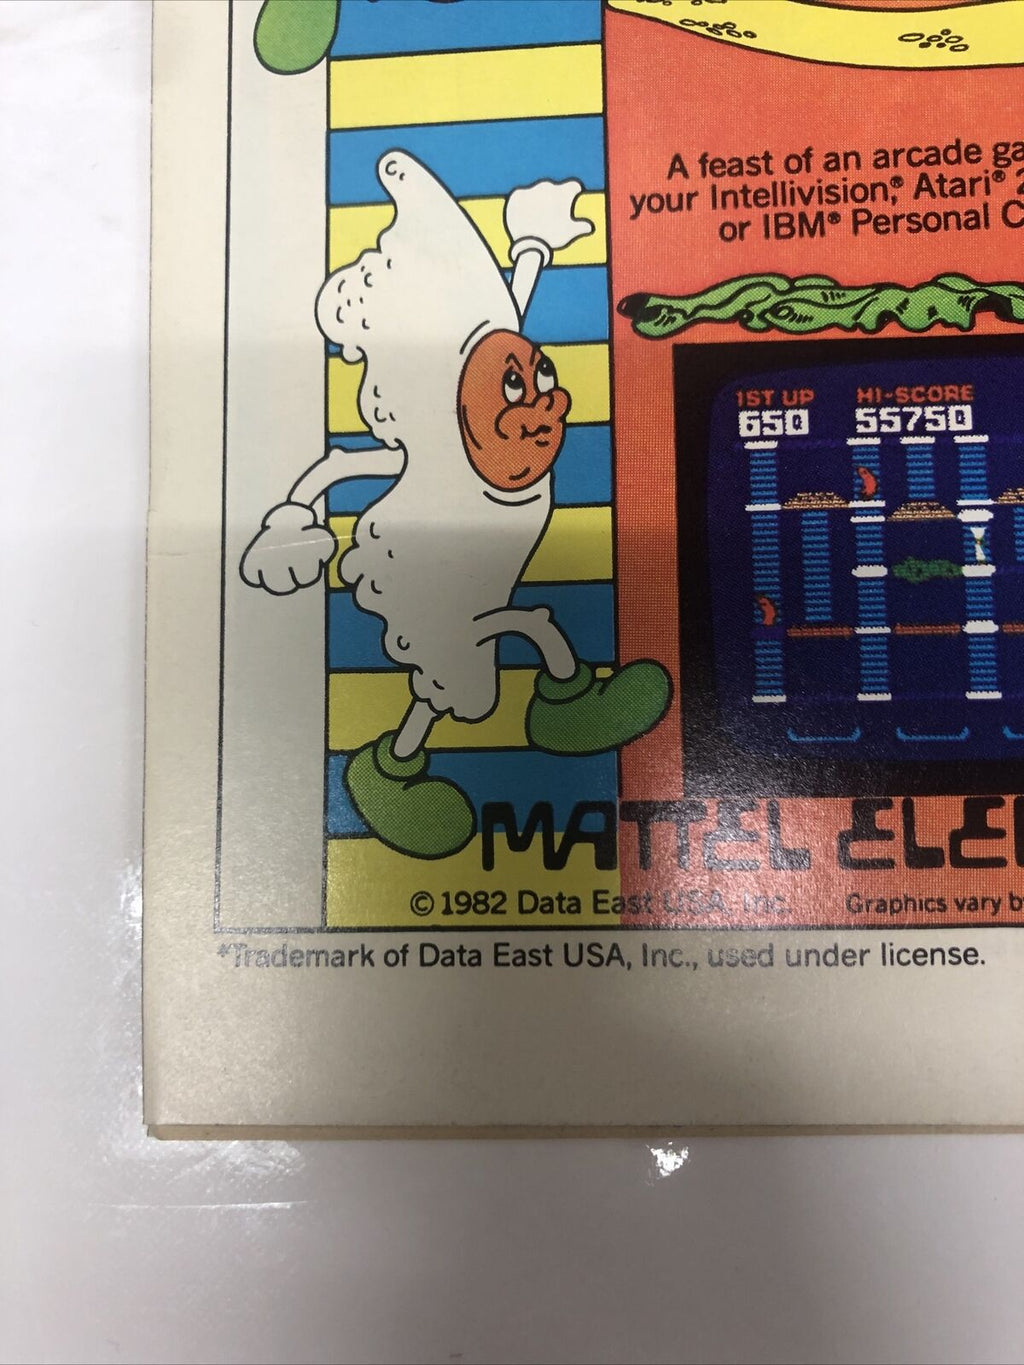 A feast of an arcade ga
your Intellivision,® Atari® 2
or IBM® Personal C
1ST UP HI-SCORE
650 55750
MATTEL ELE
© 1982 Data East USA, Inc. Graphics vary b
*Trademark of Data East USA, Inc., used under license.